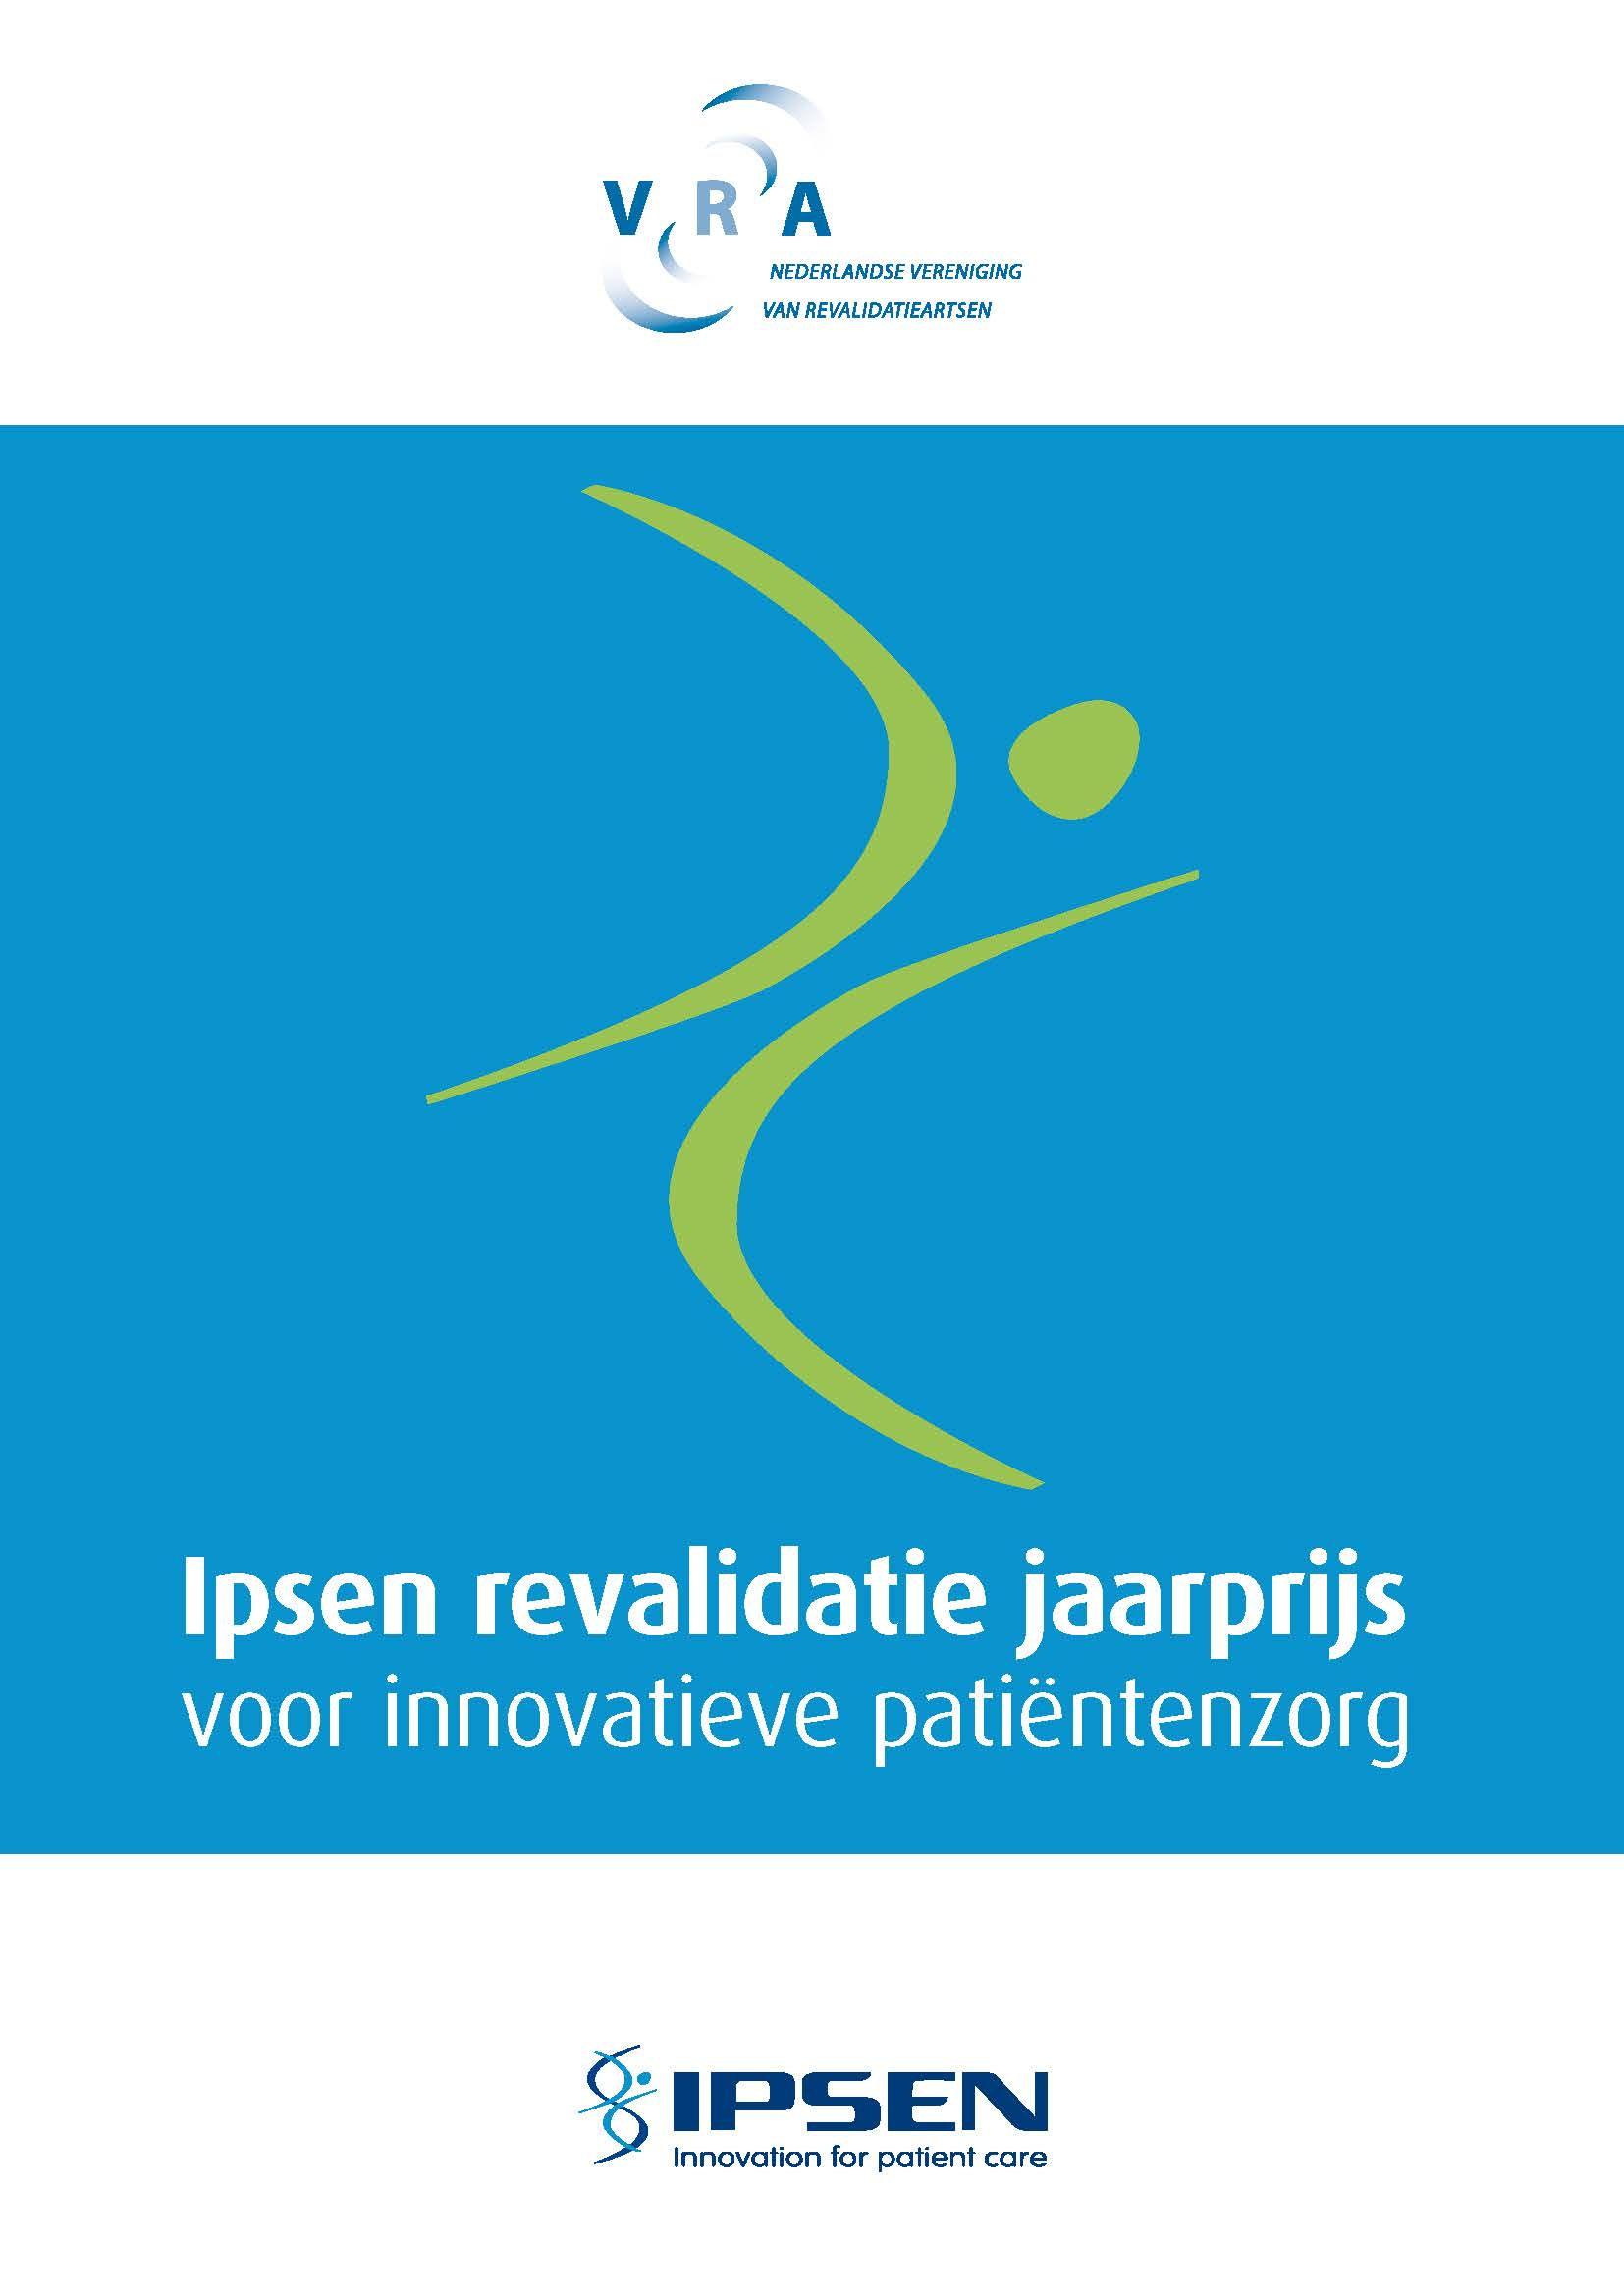 VRA
NEDERLANDSE VERENIGING
VAN REVALIDATIEARTSEN
Ipsen revalidatie jaarprijs
voor innovatieve patiëntenzorg
IPSEN
Innovation for patient care